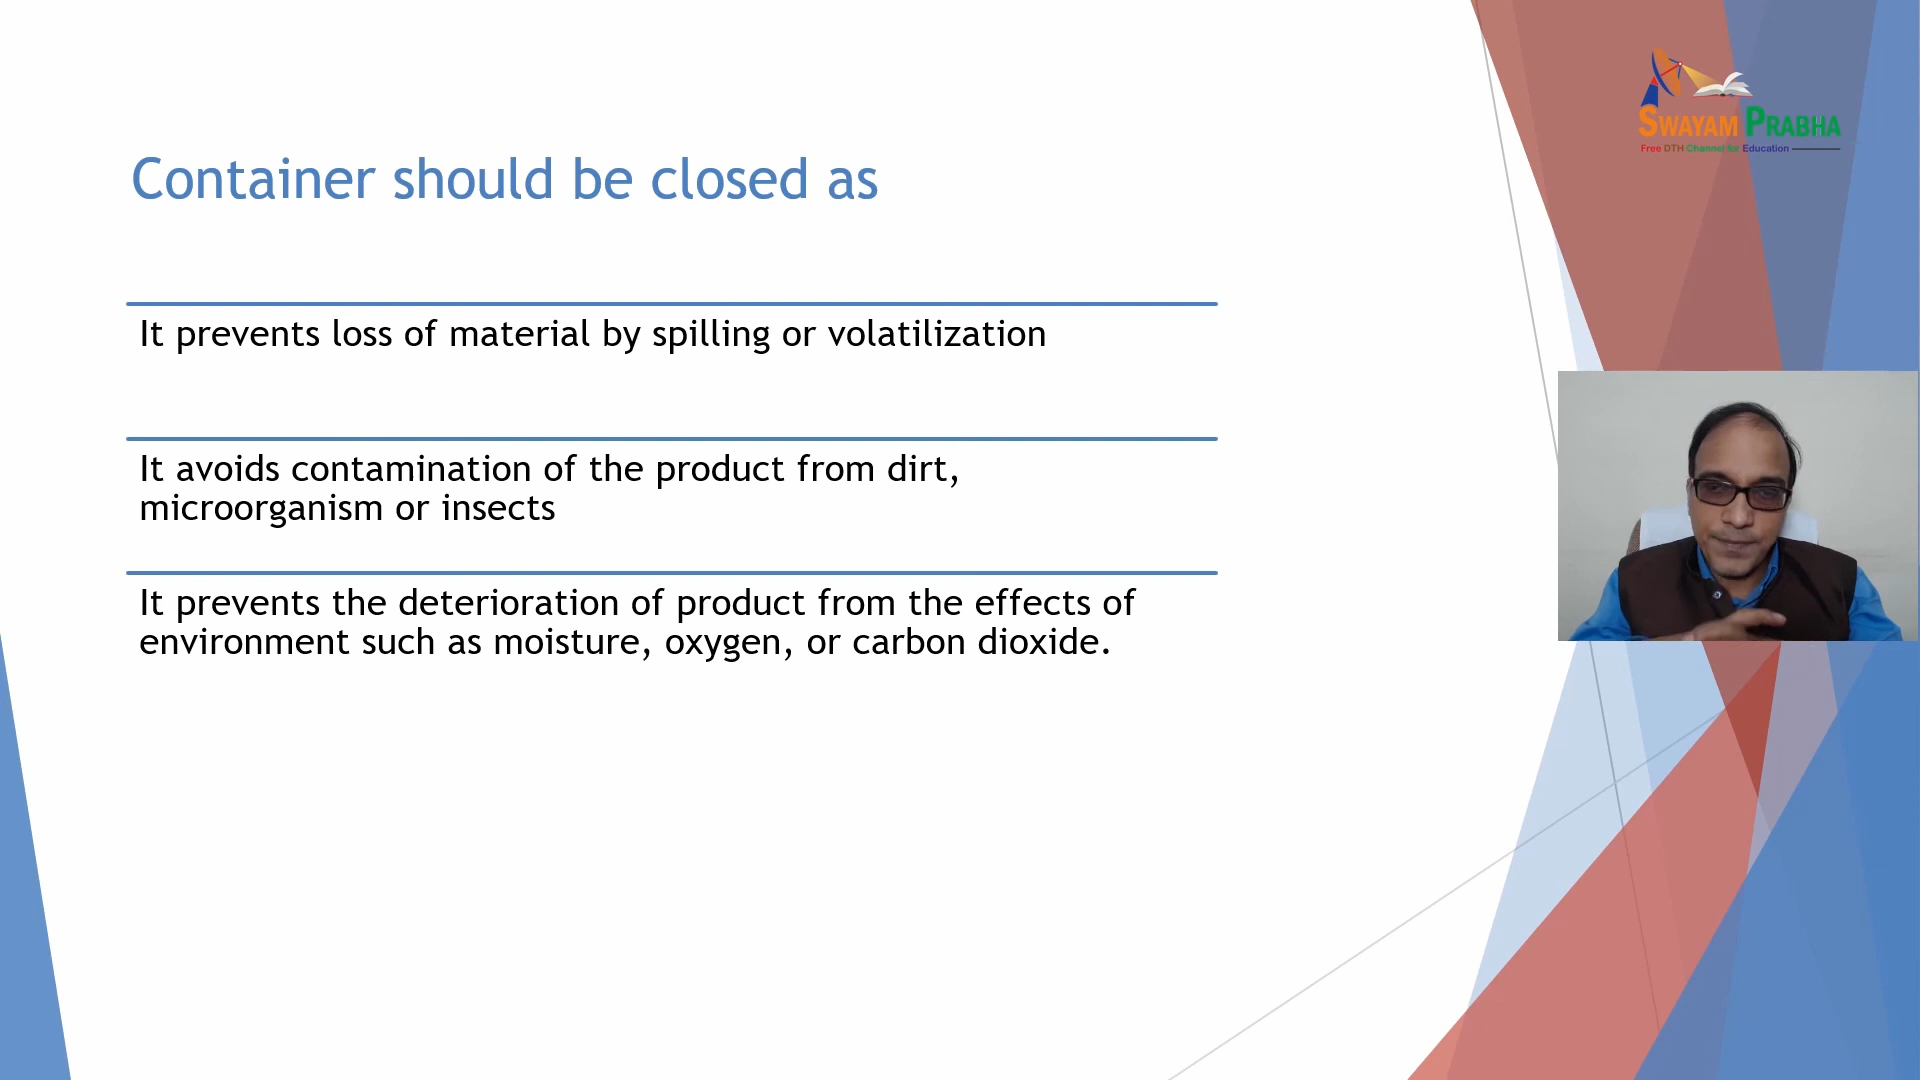 SWAYAM PRABHA
Free DTH Channel for Education
Container should be closed as
It prevents loss of material by spilling or volatilization
It avoids contamination of the product from dirt,
microorganism or insects
It prevents the deterioration of product from the effects of
environment such as moisture, oxygen, or carbon dioxide.